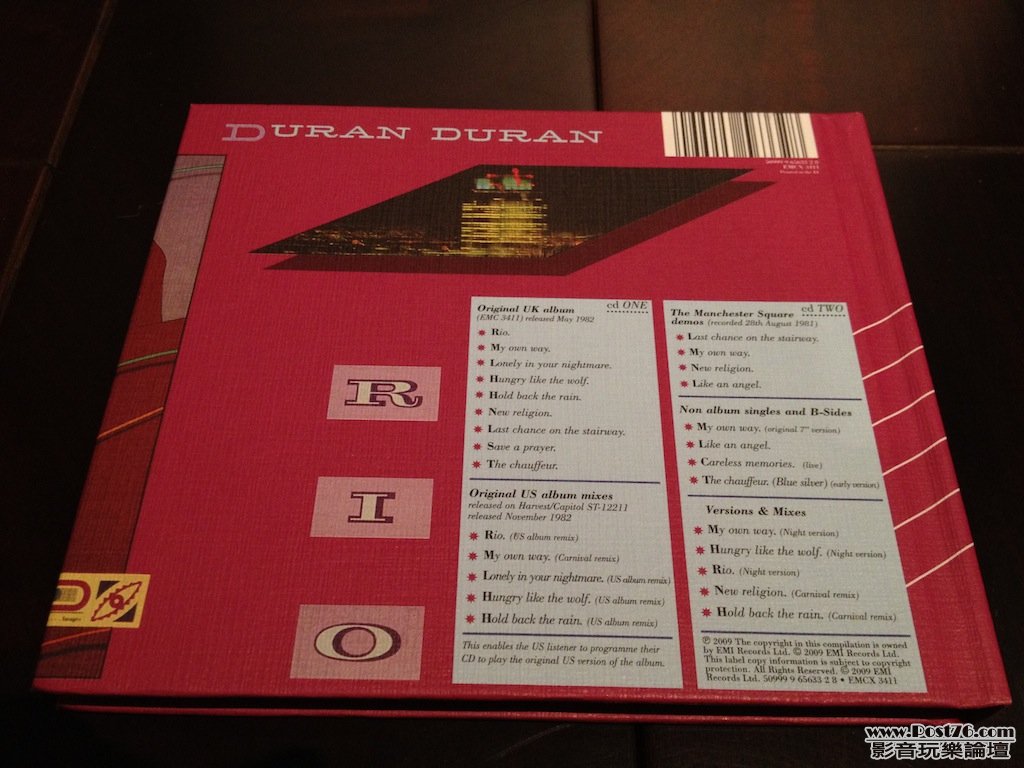 DURAN DURAN
50999 9 65633 2 8
EMCX 3411
Printed in the EU
R
I
O
cd ONE
Original UK album
(EMC 3411) released May 1982
Rio.
My own way.
Lonely in your nightmare.
Hungry like the wolf.
Hold back the rain.
New religion.
Last chance on the stairway.
Save a prayer.
The chauffeur.
Original US album mixes
released on Harvest/Capitol ST-12211
released November 1982
Rio. (US album remix)
My own way. (Carnival remix)
Lonely in your nightmare. (US album remix)
Hungry like the wolf. (US album remix)
Hold back the rain. (US album remix)
This enables the US listener to programme their
CD to play the original US version of the album.
cd TWO
The Manchester Square
demos (recorded 28th August 1981)
Last chance on the stairway.
My own way.
New religion.
Like an angel.
Non album singles and B-Sides
My own way. (original 7" version)
Like an angel.
Careless memories. (live)
The chauffeur. (Blue silver) (early version)
Versions & Mixes
My own way. (Night version)
Hungry like the wolf. (Night version)
Rio. (Night version)
New religion. (Carnival remix)
Hold back the rain. (Carnival remix)
℗ 2009 The copyright in this compilation is owned
by EMI Records Ltd. © 2009 EMI Records Ltd.
This label copy information is subject to copyright
protection. All Rights Reserved. © 2009 EMI
Records Ltd. 50999 9 65633 2 8 • EMCX 3411
www.Post76.com
影音玩樂論壇